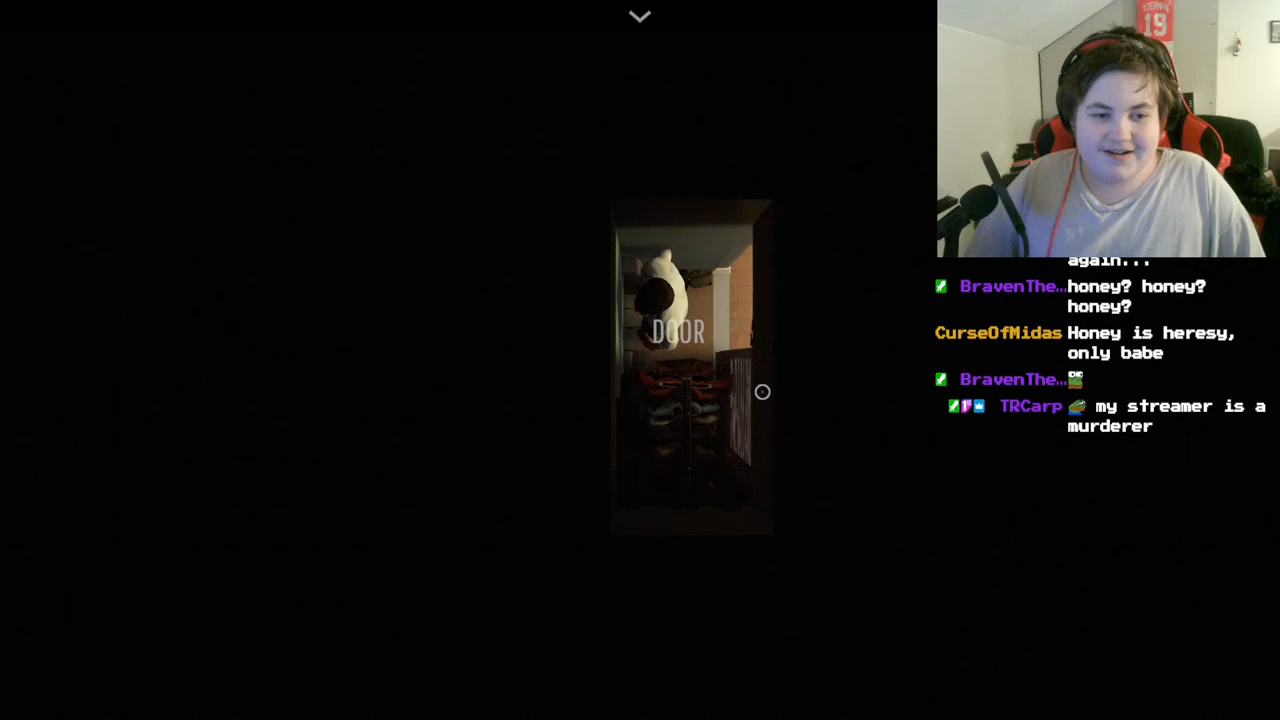 19
DOOR
again...
BravenThe... honey? honey?
honey?
CurseOfMidas Honey is heresy,
only babe
BravenThe...
TRCarp my streamer is a
murderer